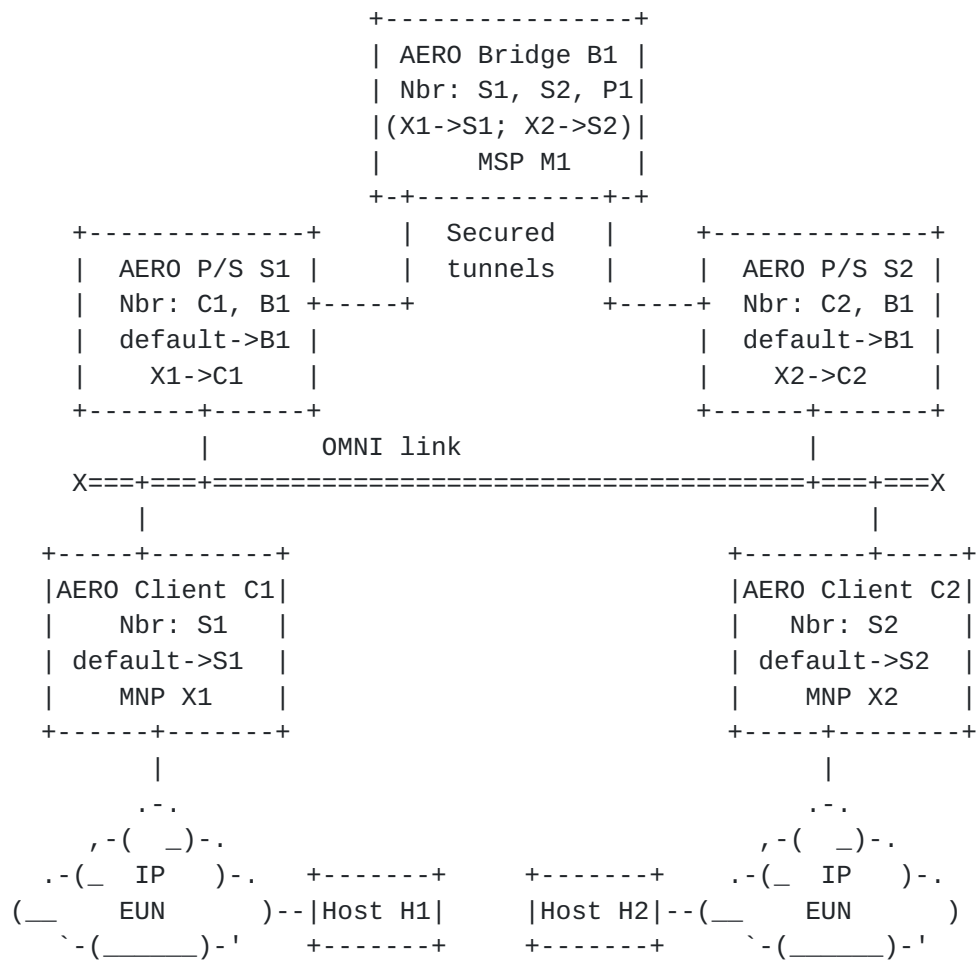 AERO Bridge B1
Nbr: S1, S2, P1
(X1->S1; X2->S2)
MSP M1
Secured
tunnels
AERO P/S S1
Nbr: C1, B1
default->B1
X1->C1
AERO P/S S2
Nbr: C2, B1
default->B1
X2->C2
OMNI link
X X
AERO Client C1
Nbr: S1
default->S1
MNP X1
AERO Client C2
Nbr: S2
default->S2
MNP X2
IP
EUN
Host H1
Host H2
IP
EUN